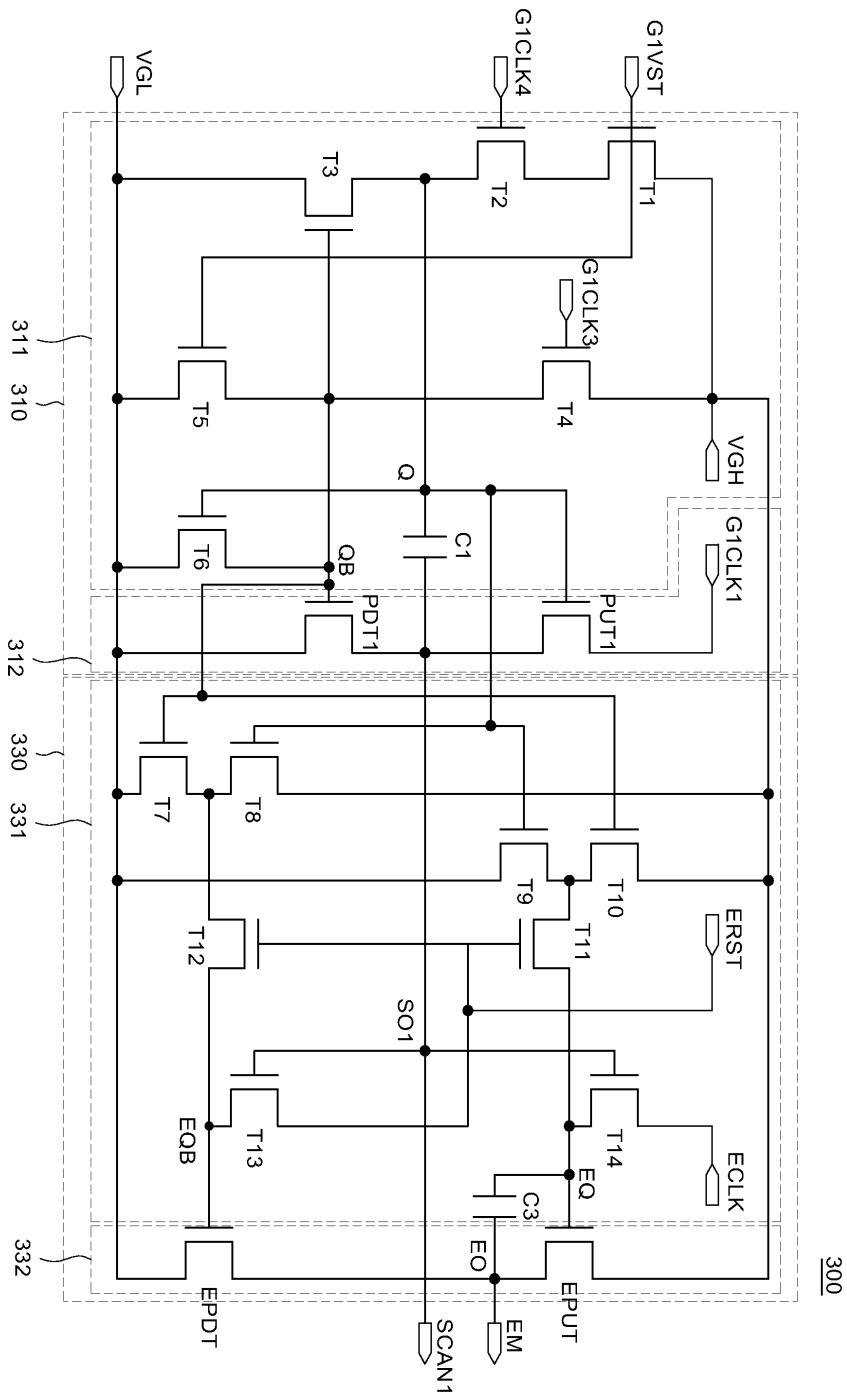 300
G1VST
G1CLK4
VGL
T1
T2
T3
G1CLK3
T4
T5
VGH
Q
C1
QB
T6
G1CLK1
PUT1
PDT1
311
310
312
330
331
332
T7
T8
T9
T10
ERST
T11
T12
SO1
T13
T14
EQB
ECLK
EQ
C3
EO
EPUT
EPDT
EM
SCAN1